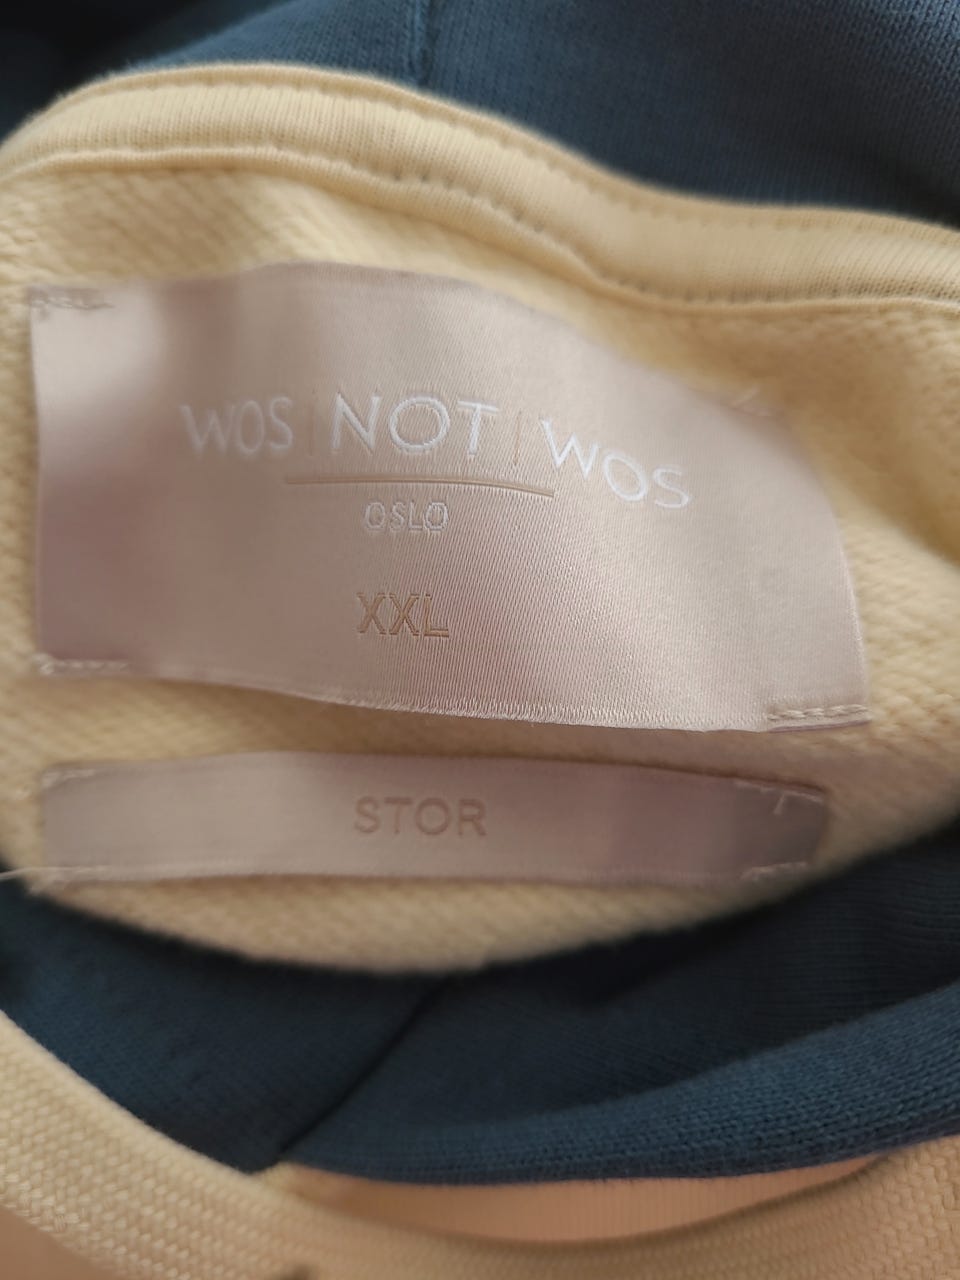 WOS | NOT | WOS
OSLO
XXL
STOR